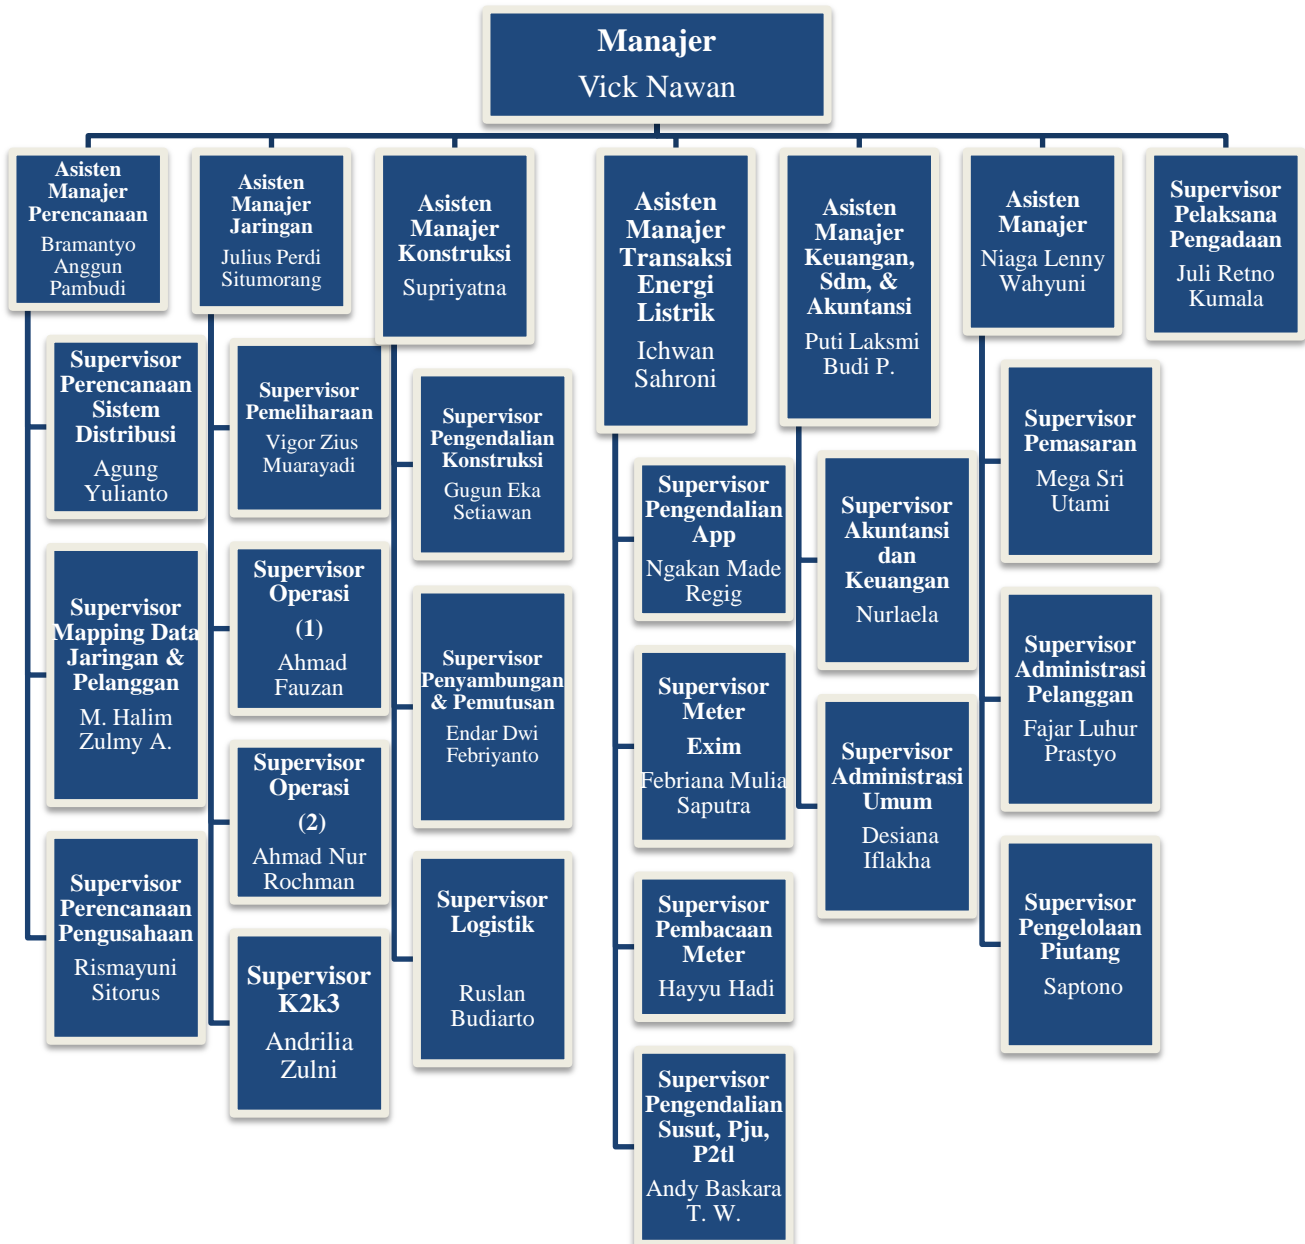 Manajer
Vick Nawan
Asisten
Manajer
Perencanaan
Bramantyo
Anggun
Pambudi
Supervisor
Perencanaan
Sistem
Distribusi
Agung
Yulianto
Supervisor
Mapping Data
Jaringan &
Pelanggan
M. Halim
Zulmy A.
Supervisor
Perencanaan
Pengusahaan
Rismayuni
Sitorus
Asisten
Manajer
Jaringan
Julius Perdi
Situmorang
Supervisor
Pemeliharaan
Vigor Zius
Muarayadi
Supervisor
Operasi
(1)
Ahmad
Fauzan
Supervisor
Operasi
(2)
Ahmad Nur
Rochman
Supervisor
K2k3
Andrilia
Zulni
Asisten
Manajer
Konstruksi
Supriyatna
Supervisor
Pengendalian
Konstruksi
Gugun Eka
Setiawan
Supervisor
Penyambungan
& Pemutusan
Endar Dwi
Febriyanto
Supervisor
Logistik
Ruslan
Budiarto
Asisten
Manajer
Transaksi
Energi
Listrik
Ichwan
Sahroni
Supervisor
Pengendalian
App
Ngakan Made
Regig
Supervisor
Meter
Exim
Febriana Mulia
Saputra
Supervisor
Pembacaan
Meter
Hayyu Hadi
Supervisor
Pengendalian
Susut, Pju,
P2tl
Andy Baskara
T. W.
Asisten
Manajer
Keuangan,
Sdm, &
Akuntansi
Puti Laksmi
Budi P.
Supervisor
Akuntansi
dan
Keuangan
Nurlaela
Supervisor
Administrasi
Umum
Desiana
Iflakha
Asisten
Manajer
Niaga Lenny
Wahyuni
Supervisor
Pemasaran
Mega Sri
Utami
Supervisor
Administrasi
Pelanggan
Fajar Luhur
Prastyo
Supervisor
Pengelolaan
Piutang
Saptono
Supervisor
Pelaksana
Pengadaan
Juli Retno
Kumala